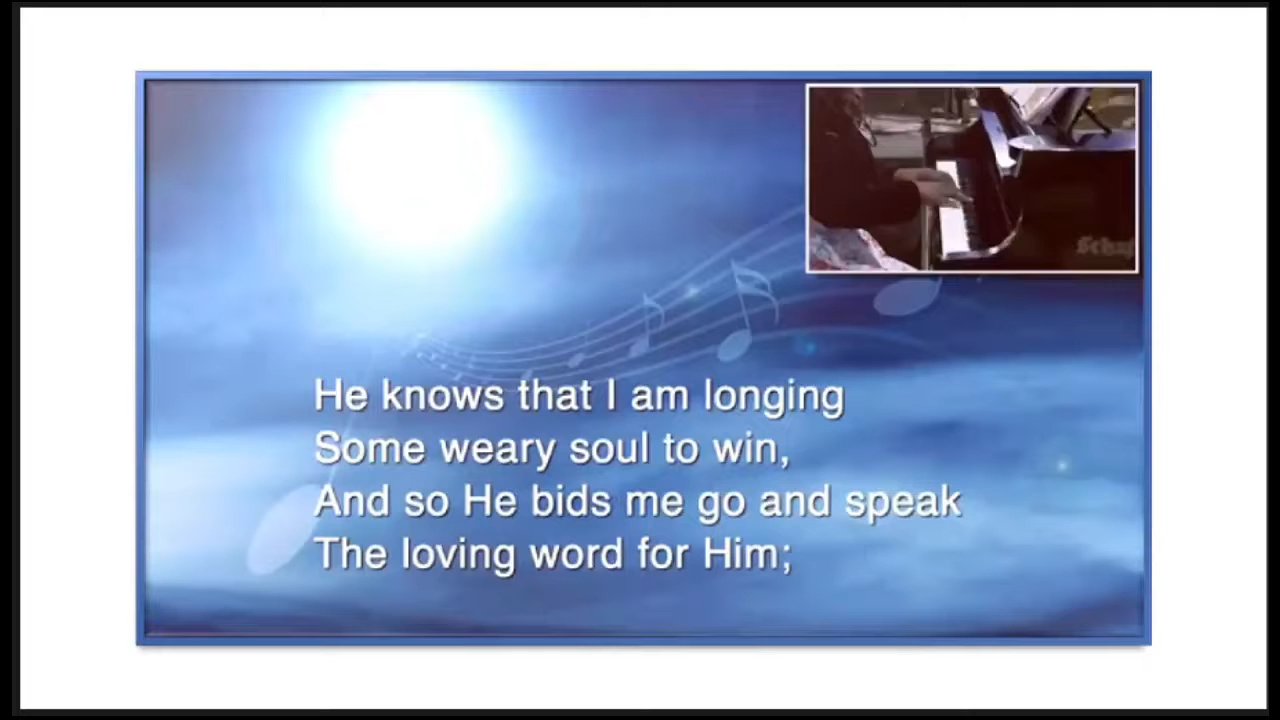 He knows that I am longing
Some weary soul to win,
And so He bids me go and speak
The loving word for Him;